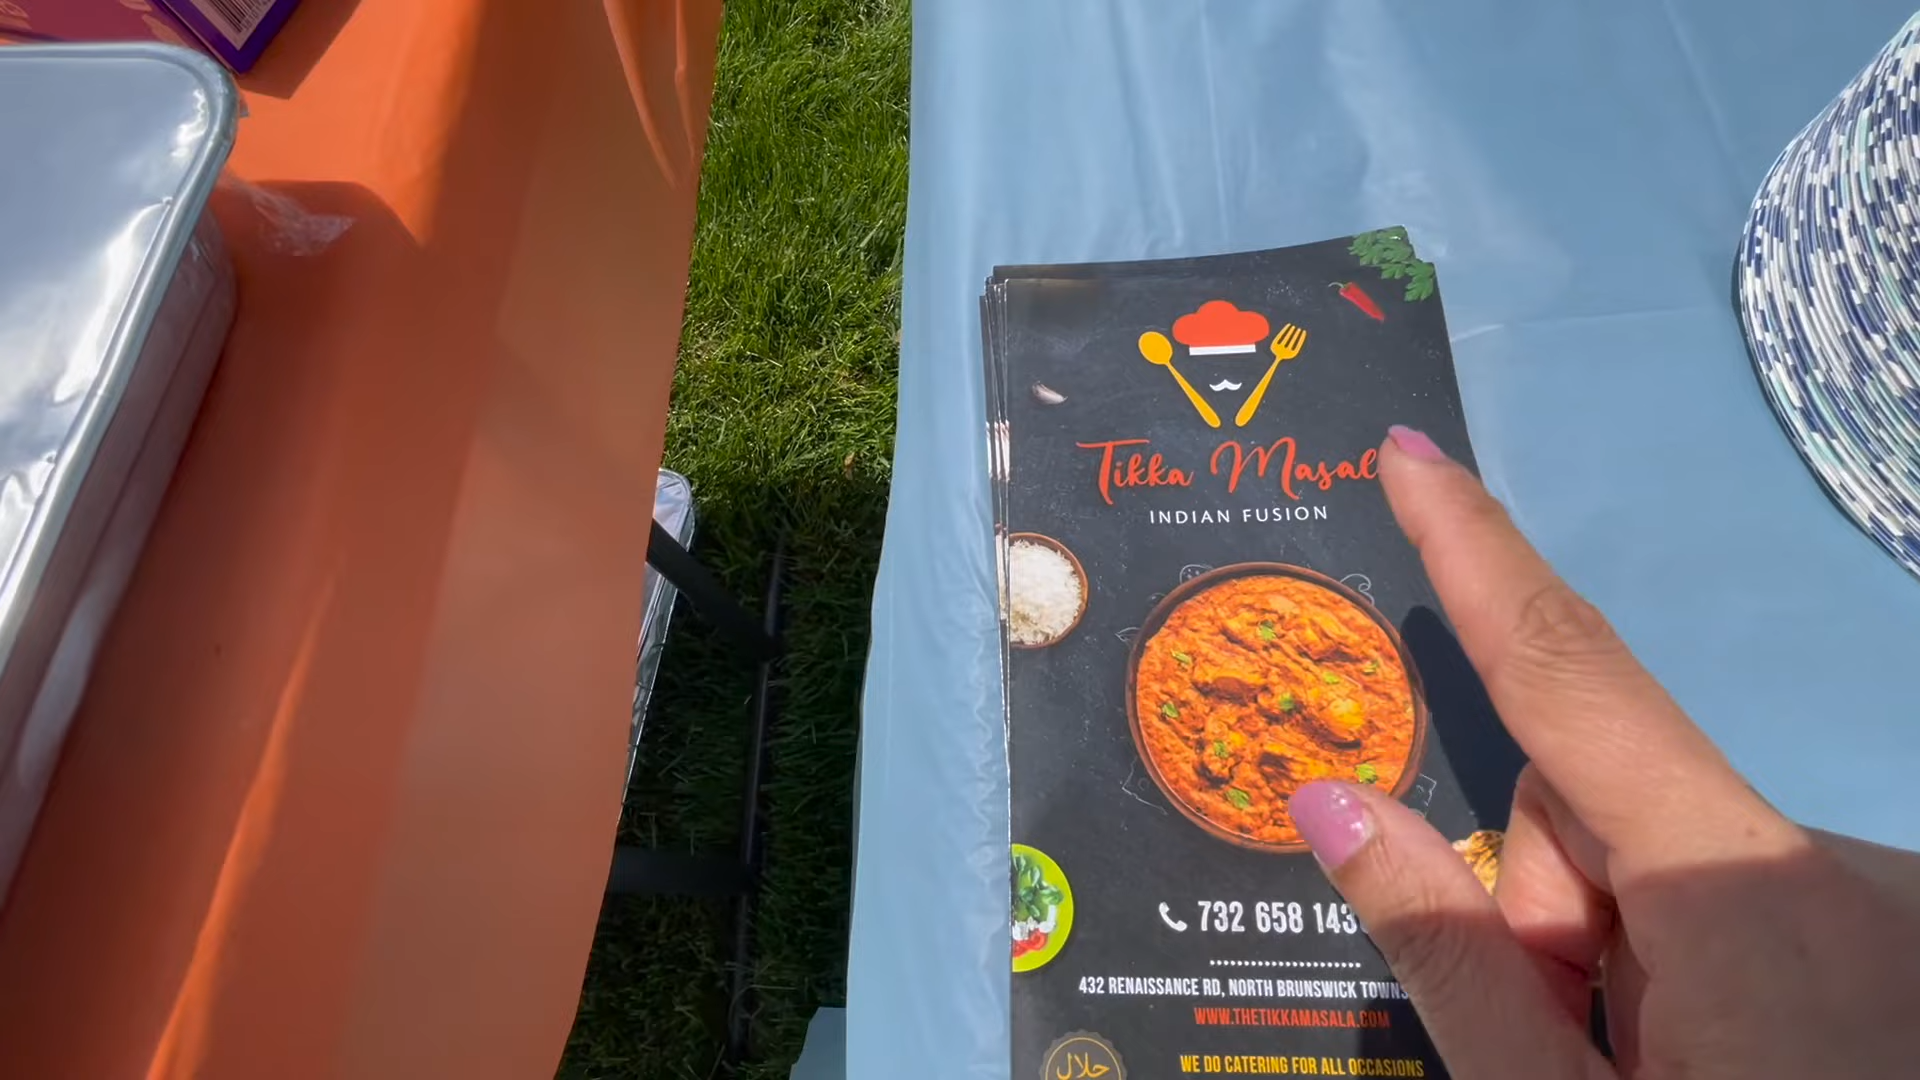 Tikka Masal
INDIAN FUSION
732 658 143
432 RENAISSANCE RD, NORTH BRUNSWICK TOWNS
WWW.THETIKKAMASALA.COM
WE DO CATERING FOR ALL OCCASIONS
حلال